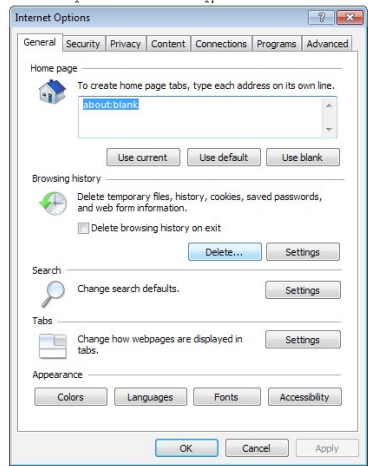 Internet Options
General Security Privacy Content Connections Programs Advanced
Home page
To create home page tabs, type each address on its own line.
about:blank
Use current Use default Use blank
Browsing history
Delete temporary files, history, cookies, saved passwords,
and web form information.
Delete browsing history on exit
Delete... Settings
Search
Change search defaults. Settings
Tabs
Change how webpages are displayed in
tabs.
Settings
Appearance
Colors Languages Fonts Accessibility
OK Cancel Apply